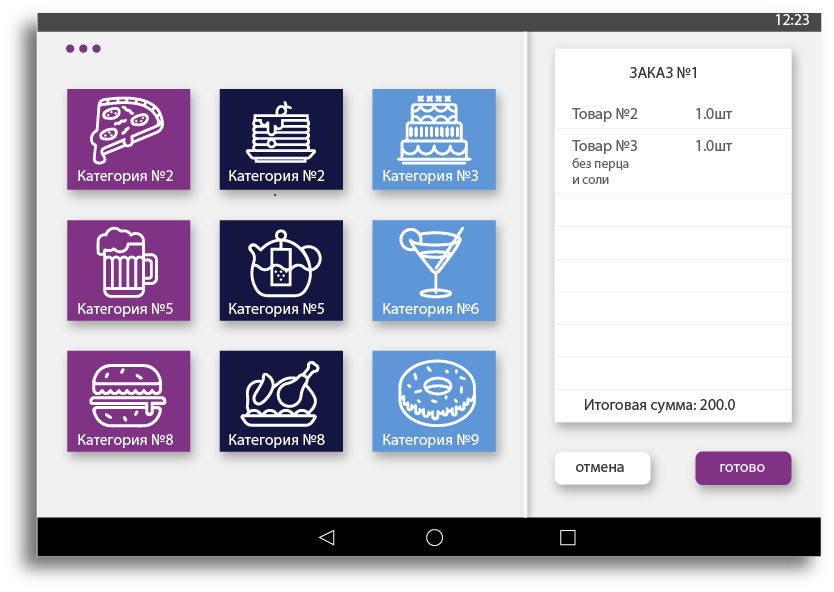 12:23
Категория №2
Категория №2
Категория №3
Категория №5
Категория №5
Категория №6
Категория №8
Категория №8
Категория №9
ЗАКАЗ №1
Товар №2 1.0шт
Товар №3 1.0шт
без перца
и соли
Итоговая сумма: 200.0
отмена
готово